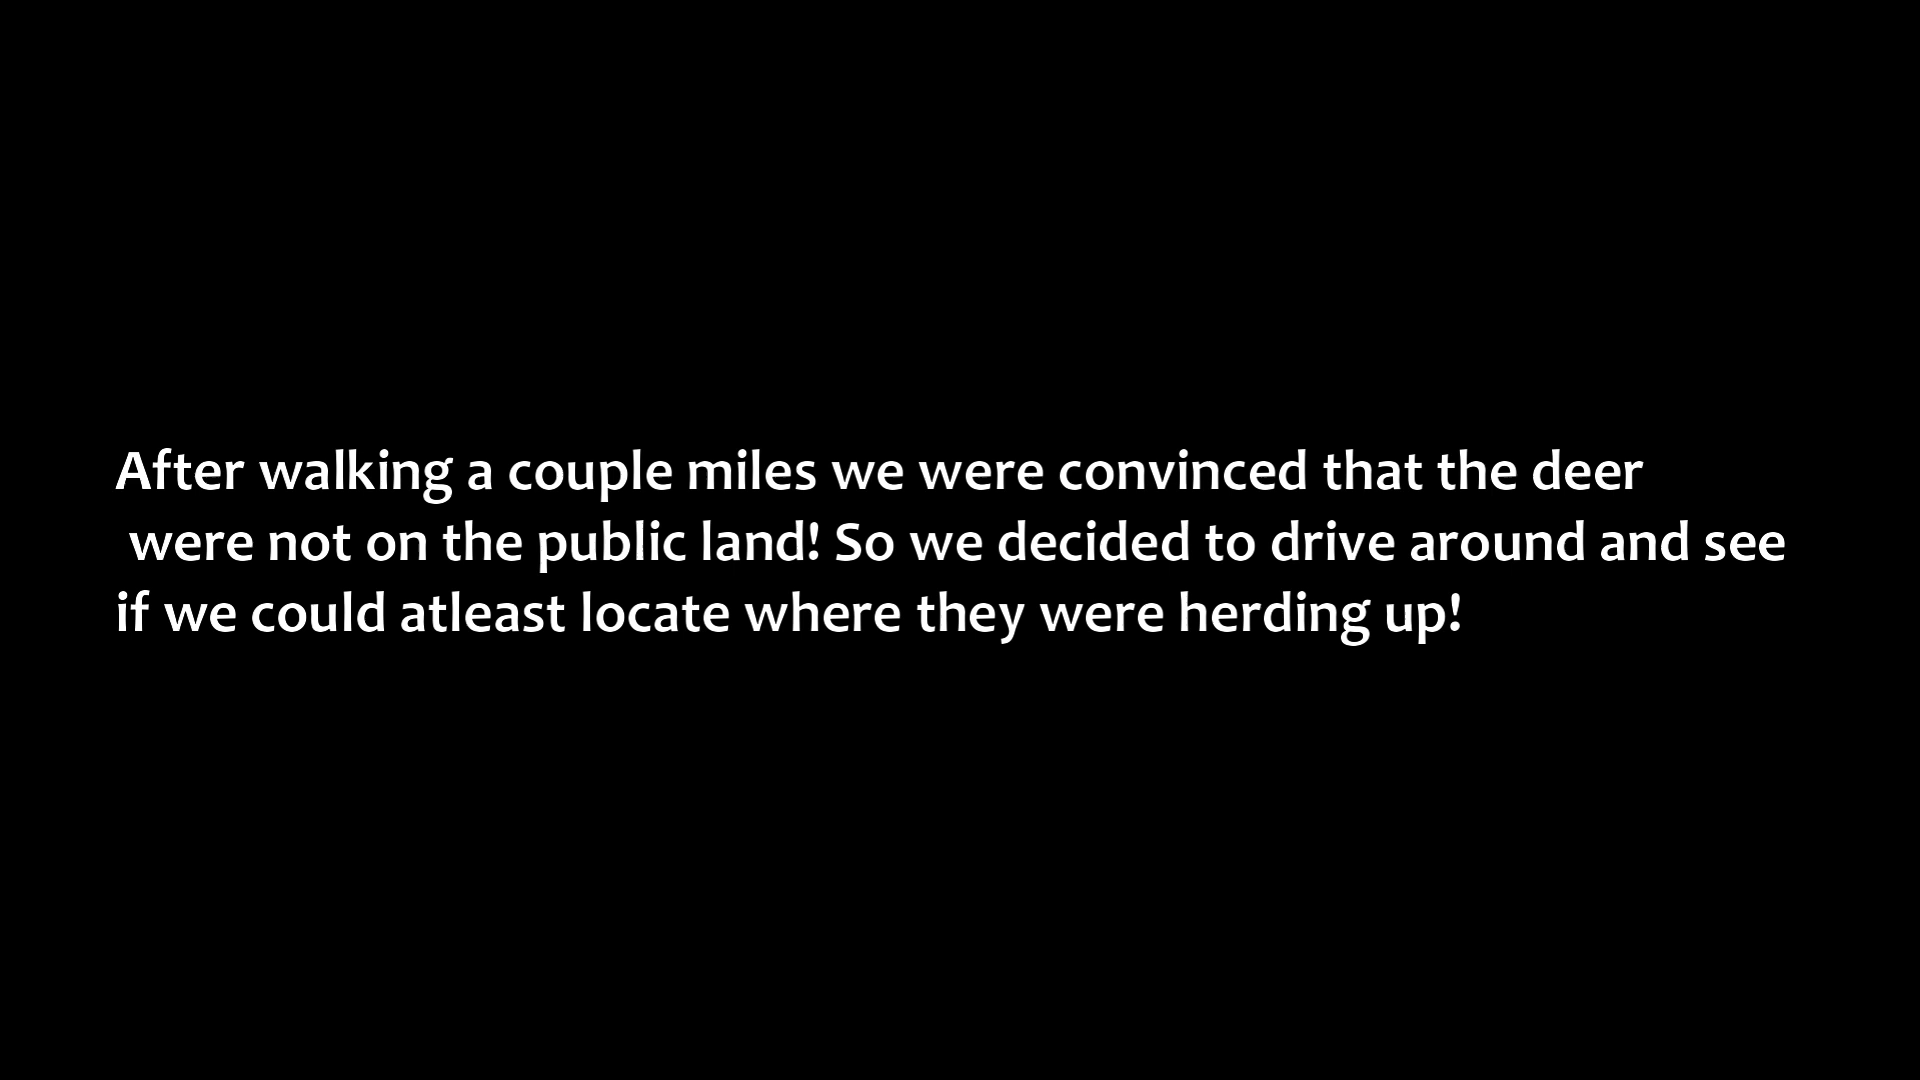 After walking a couple miles we were convinced that the deer
were not on the public land! So we decided to drive around and see
if we could atleast locate where they were herding up!